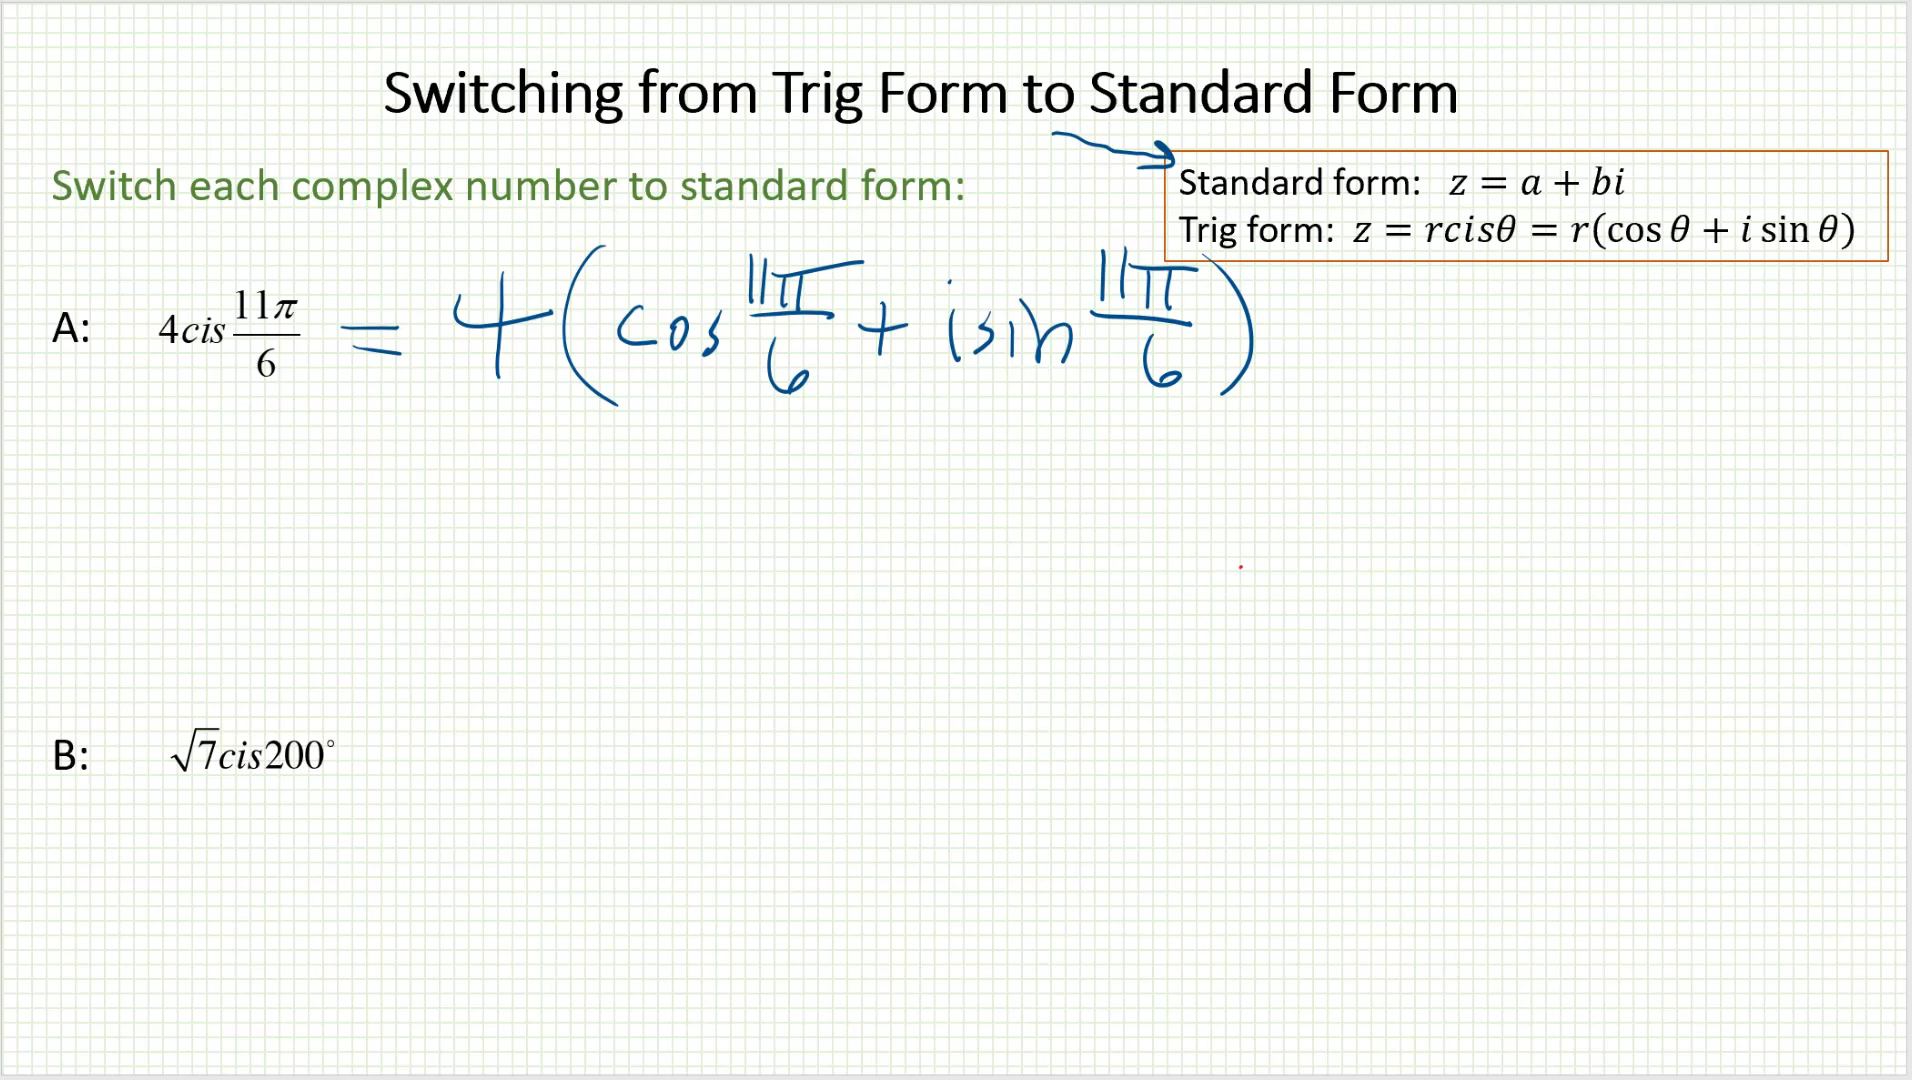 Switching from Trig Form to Standard Form
Switch each complex number to standard form:
Standard form: z = a + bi
Trig form: z = rcisθ = r(cos θ + i sin θ)
A: 4cis 11π/6 = 4(cos 11π/6 + i sin 11π/6)
B: √7cis200°